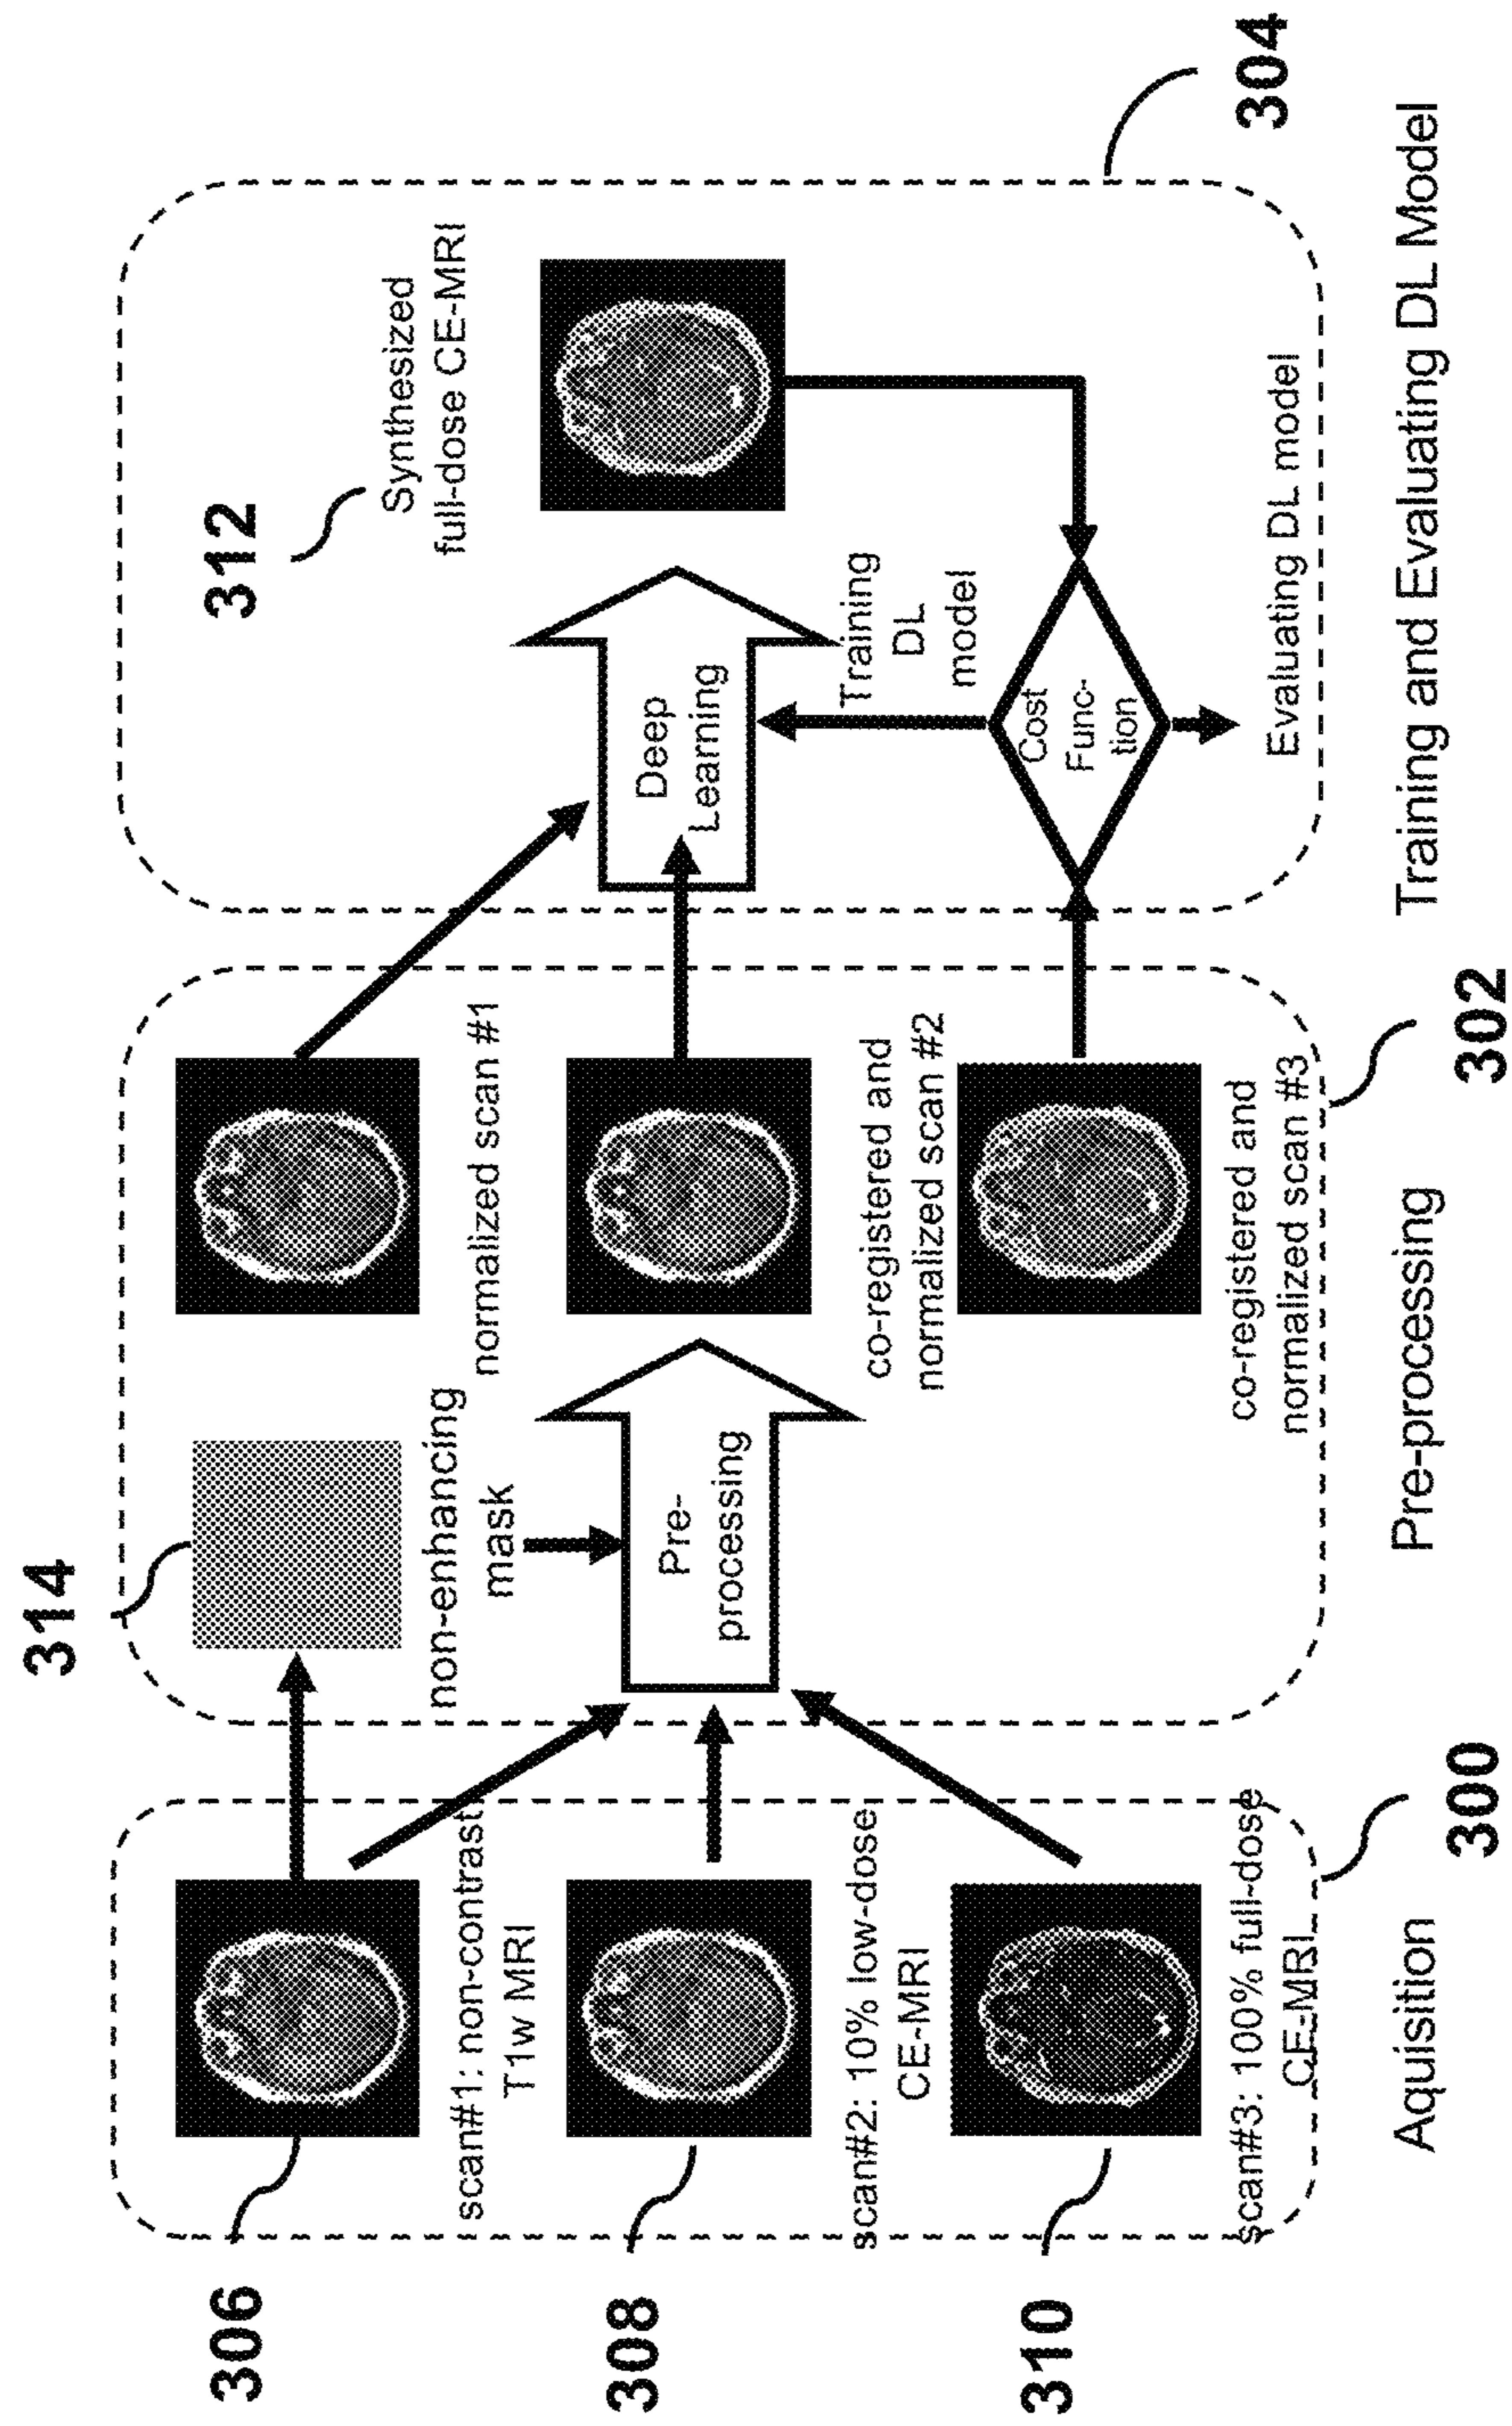 306
scan#1: non-contrast
T1w MRI
308
scan#2: 10% low-dose
CE-MRI
310
scan#3: 100% full-dose
CE-MRI
Aquisition
300
314
non-enhancing
mask
Pre-
processing
normalized scan #1
co-registered and
normalized scan #2
co-registered and
normalized scan #3
Pre-processing
302
312
Synthesized
full-dose CE-MRI
Deep
Learning
Training
DL
model
Cost
Func-
tion
Evaluating DL model
304
Training and Evaluating DL Model